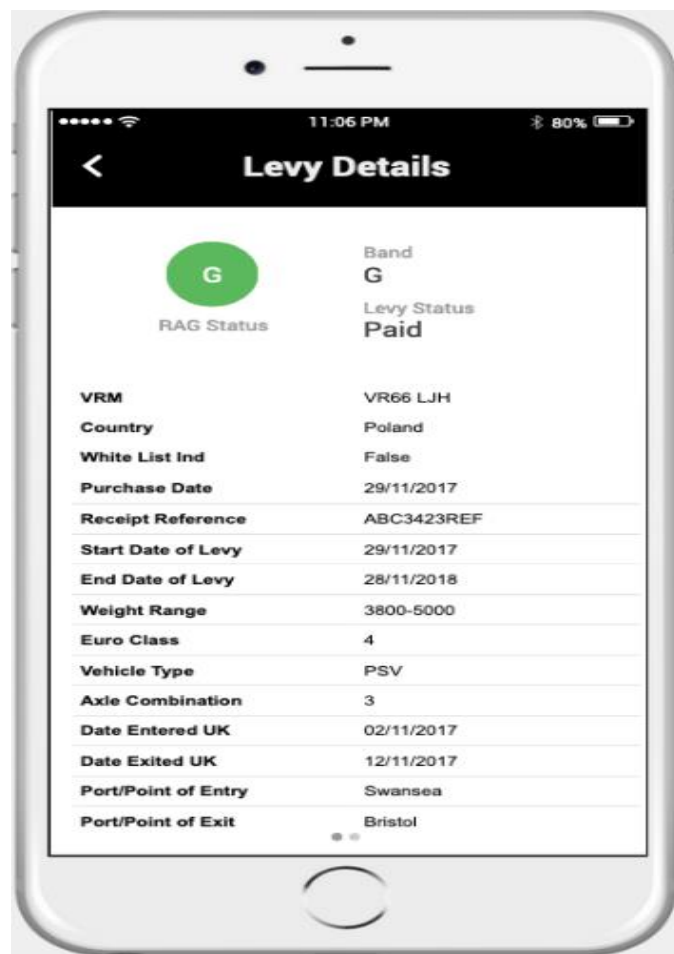 11:06 PM 80%
Levy Details
G
RAG Status
Band
G
Levy Status
Paid
VRM VR66 LJH
Country Poland
White List Ind False
Purchase Date 29/11/2017
Receipt Reference ABC3423REF
Start Date of Levy 29/11/2017
End Date of Levy 28/11/2018
Weight Range 3800-5000
Euro Class 4
Vehicle Type PSV
Axle Combination 3
Date Entered UK 02/11/2017
Date Exited UK 12/11/2017
Port/Point of Entry Swansea
Port/Point of Exit Bristol